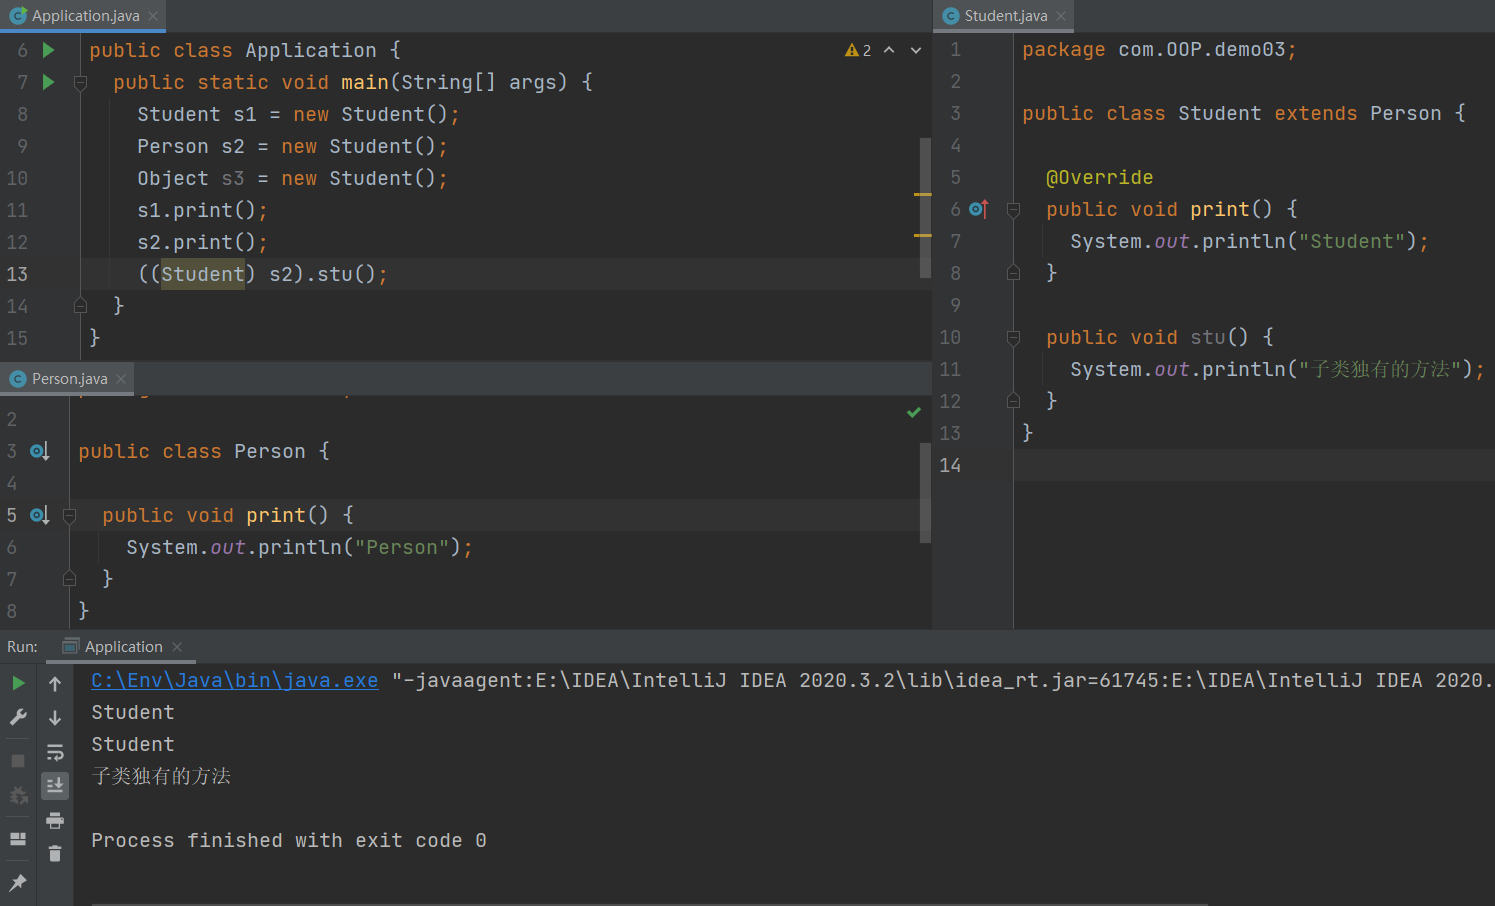 Application.java
6 public class Application {
2
7 public static void main(String[] args) {
8 Student s1 = new Student();
9 Person s2 = new Student();
10 Object s3 = new Student();
11 s1.print();
12 s2.print();
13 ((Student) s2).stu();
14 }
15 }
Person.java
2
3 public class Person {
4
5 public void print() {
6 System.out.println("Person");
7 }
8 }
Student.java
1 package com.OOP.demo03;
2
3 public class Student extends Person {
4
5 @Override
6 public void print() {
7 System.out.println("Student");
8 }
9
10 public void stu() {
11 System.out.println("子类独有的方法");
12 }
13 }
14
Run: Application
C:\Env\Java\bin\java.exe "-javaagent:E:\IDEA\IntelliJ IDEA 2020.3.2\lib\idea_rt.jar=61745:E:\IDEA\IntelliJ IDEA 2020.
Student
Student
子类独有的方法
Process finished with exit code 0